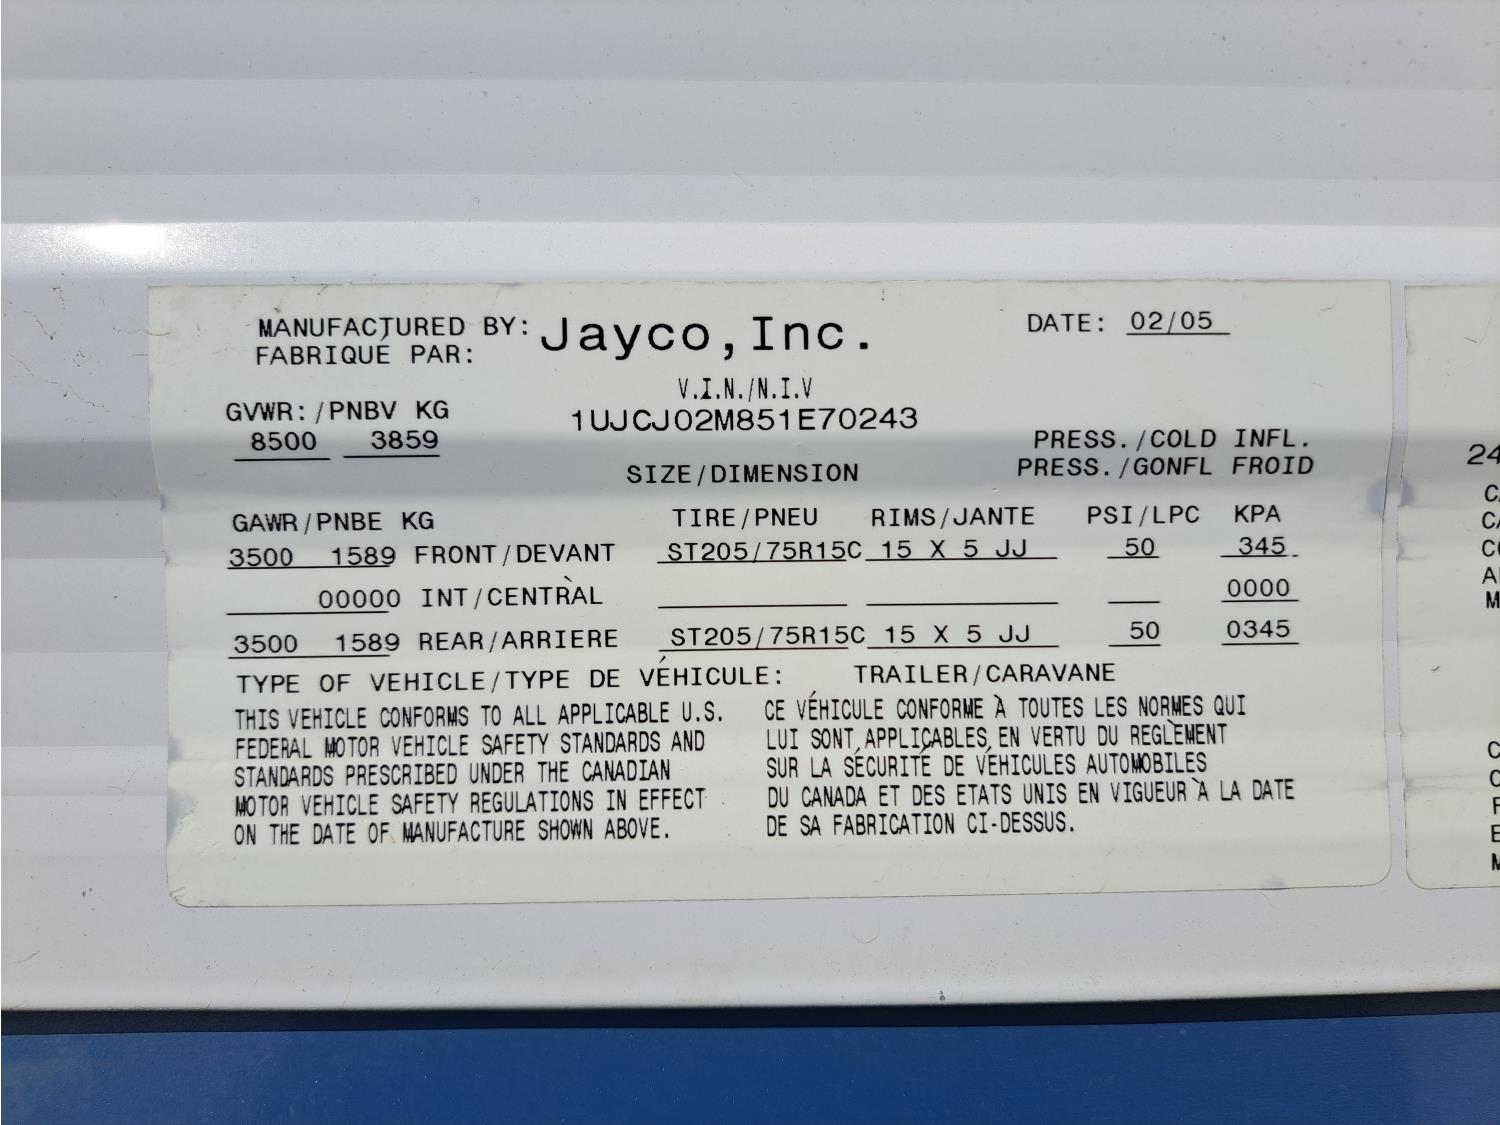 MANUFACTURED BY: Jayco, Inc. DATE: 02/05
FABRIQUÉ PAR:
V.I.N./N.I.V
1UJCJ02M851E70243
GVWR:/PNBV KG
8500 3859
PRESS./COLD INFL.
PRESS./GONFL FROID
SIZE/DIMENSION
GAWR/PNBE KG TIRE/PNEU RIMS/JANTE PSI/LPC KPA
3500 1589 FRONT/DEVANT ST205/75R15C 15 X 5 JJ 50 345
00000 INT/CENTRÀL 0000
3500 1589 REAR/ARRIERE ST205/75R15C 15 X 5 JJ 50 0345
TYPE OF VEHICLE/TYPE DE VÉHICULE: TRAILER/CARAVANE
THIS VEHICLE CONFORMS TO ALL APPLICABLE U.S.
FEDERAL MOTOR VEHICLE SAFETY STANDARDS AND
STANDARDS PRESCRIBED UNDER THE CANADIAN
MOTOR VEHICLE SAFETY REGULATIONS IN EFFECT
ON THE DATE OF MANUFACTURE SHOWN ABOVE.
CE VÉHICULE CONFORME À TOUTES LES NORMES QUI
LUI SONT APPLICABLES EN VERTU DU REGLÈMENT
SUR LA SÉCURITÉ DE VÉHICULES AUTOMOBILES
DU CANADA ET DES ETATS UNIS EN VIGUEUR À LA DATE
DE SA FABRICATION CI-DESSUS.
24